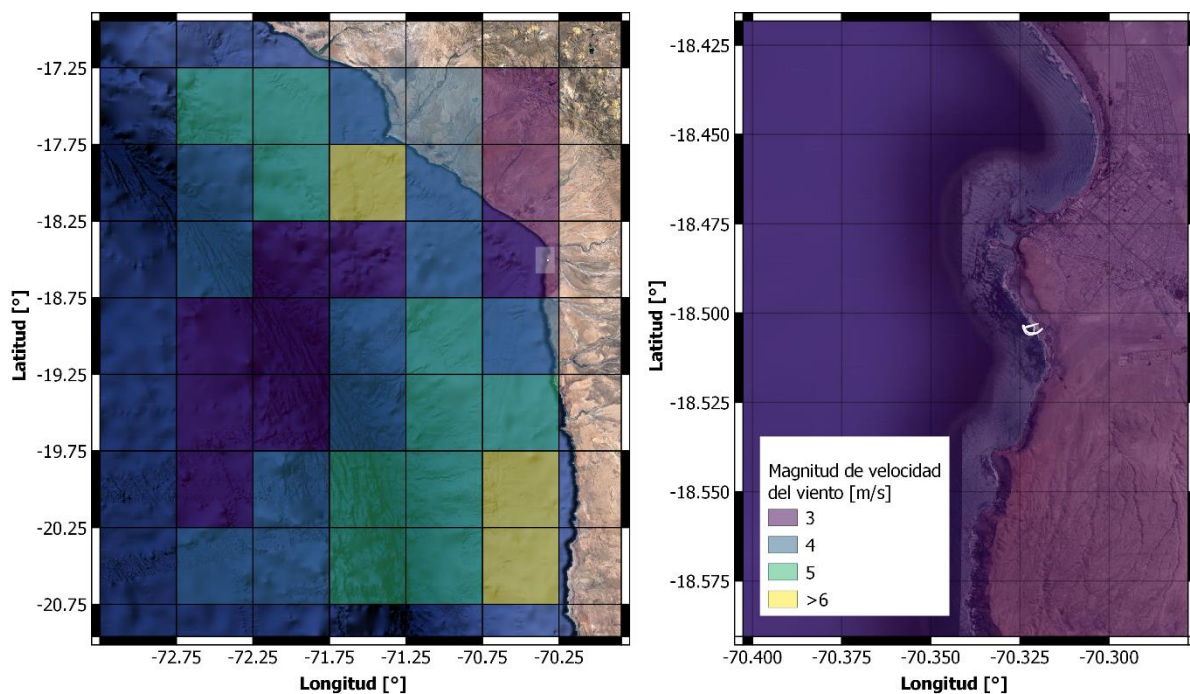 -17.25
-17.75
-18.25
-18.75
-19.25
-19.75
-20.25
-20.75
Latitud [°]
-72.75 -72.25 -71.75 -71.25 -70.75 -70.25
Longitud [°]
-18.425
-18.450
-18.475
-18.500
-18.525
-18.550
-18.575
Latitud [°]
Magnitud de velocidad
del viento [m/s]
3
4
5
>6
-70.400 -70.375 -70.350 -70.325 -70.300
Longitud [°]